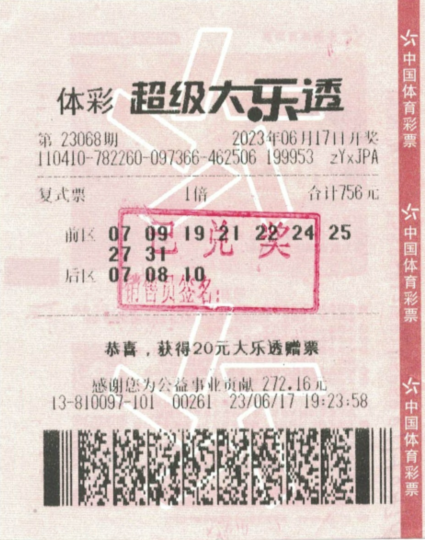 体彩 超级大乐透
第 23068期 2023年06月17日开奖
110410-782260-097366-462506 199953 zYxJPA
复式票 1倍 合计756元
前区 07 09 19 21 22 24 25
27 31
后区 07 08 10
已兑奖
销售员签名:
恭喜，获得20元大乐透赠票
感谢您为公益事业贡献 272.16元
13-810097-101 00261 23/06/17 19:23:58
中国体育彩票
中国体育彩票
中国体育彩票